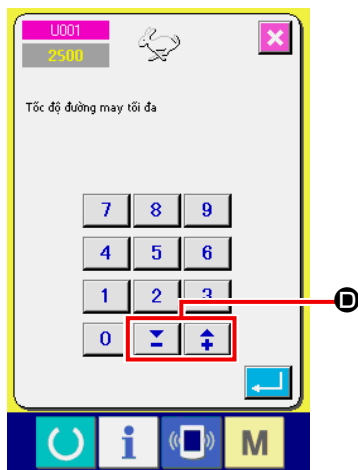 U001
2500
Tốc độ đường may tối đa
7 8 9
4 5 6
1 2 3
0
D
i M